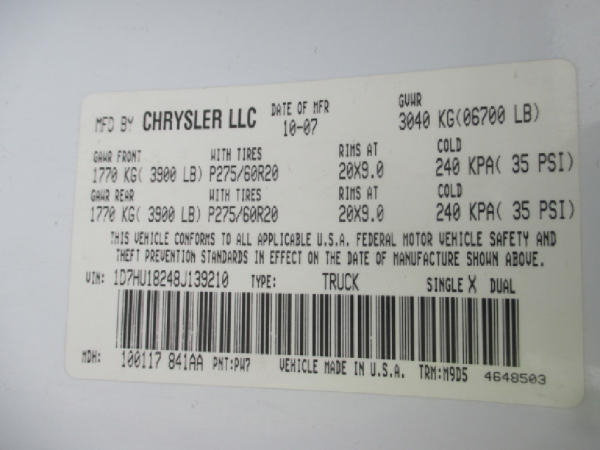 MFD BY CHRYSLER LLC DATE OF MFR GVWR
10-07 3040 KG(06700 LB)
GAWR FRONT WITH TIRES RIMS AT COLD
1770 KG( 3900 LB) P275/60R20 20X9.0 240 KPA( 35 PSI)
GAWR REAR WITH TIRES RIMS AT COLD
1770 KG( 3900 LB) P275/60R20 20X9.0 240 KPA( 35 PSI)
THIS VEHICLE CONFORMS TO ALL APPLICABLE U.S.A. FEDERAL MOTOR VEHICLE SAFETY AND
THEFT PREVENTION STANDARDS IN EFFECT ON THE DATE OF MANUFACTURE SHOWN ABOVE.
VIN: 1D7HU18248J139210 TYPE: TRUCK SINGLE X DUAL
MDH: 100117 841AA PNT:PW7 VEHICLE MADE IN U.S.A. TRM:M9D5 4648503